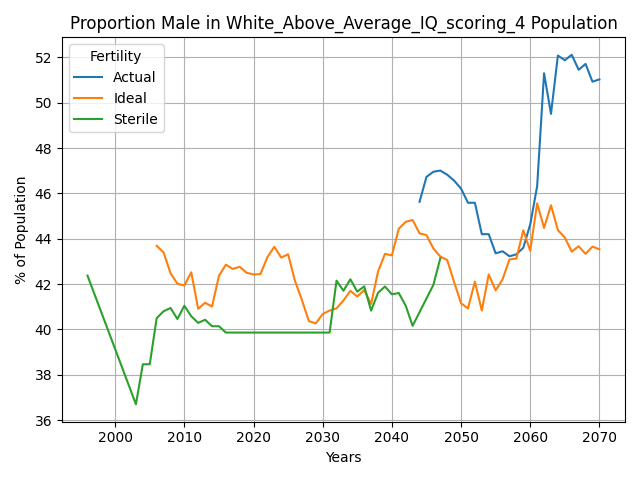 Proportion Male in White_Above_Average_IQ_scoring_4 Population
Fertility
Actual
Ideal
Sterile
% of Population
52
50
48
46
44
42
40
38
36
2000
2010
2020
2030
2040
2050
2060
2070
Years